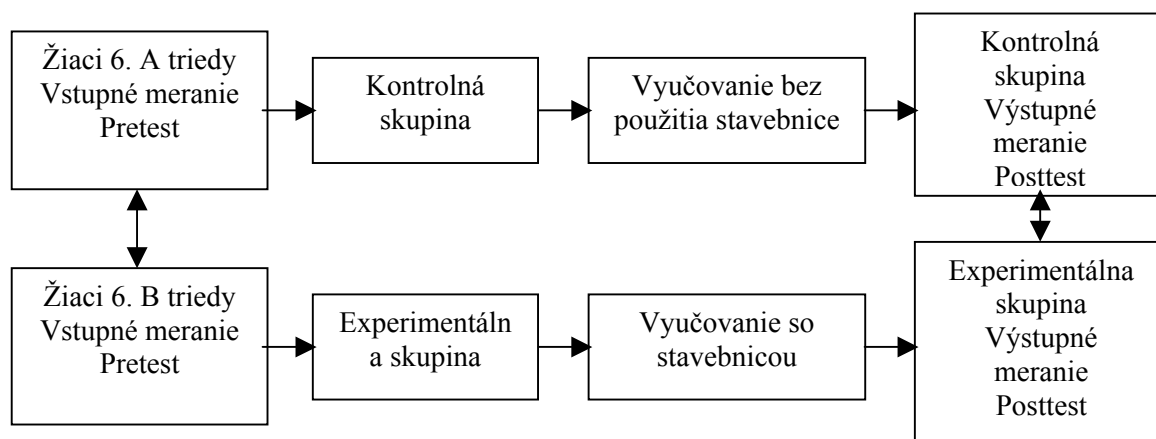 Žiaci 6. A triedy
Vstupné meranie
Pretest
Kontrolná
skupina
Vyučovanie bez
použitia stavebnice
Kontrolná
skupina
Výstupné
meranie
Posttest
Žiaci 6. B triedy
Vstupné meranie
Pretest
Experimentáln
a skupina
Vyučovanie so
stavebnicou
Experimentálna
skupina
Výstupné
meranie
Posttest